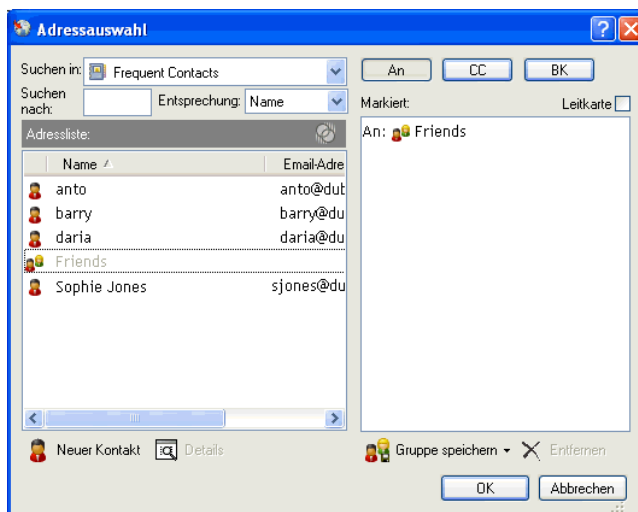 Adressauswahl
Suchen in: Frequent Contacts
Suchen nach: Entsprechung: Name
Adressliste:
Name Email-Adre
anto anto@dub
barry barry@du
daria daria@du
Friends
Sophie Jones sjones@du
Neuer Kontakt Details
An CC BK
Markiert: Leitkarte
An: Friends
Gruppe speichern Entfernen
OK Abbrechen